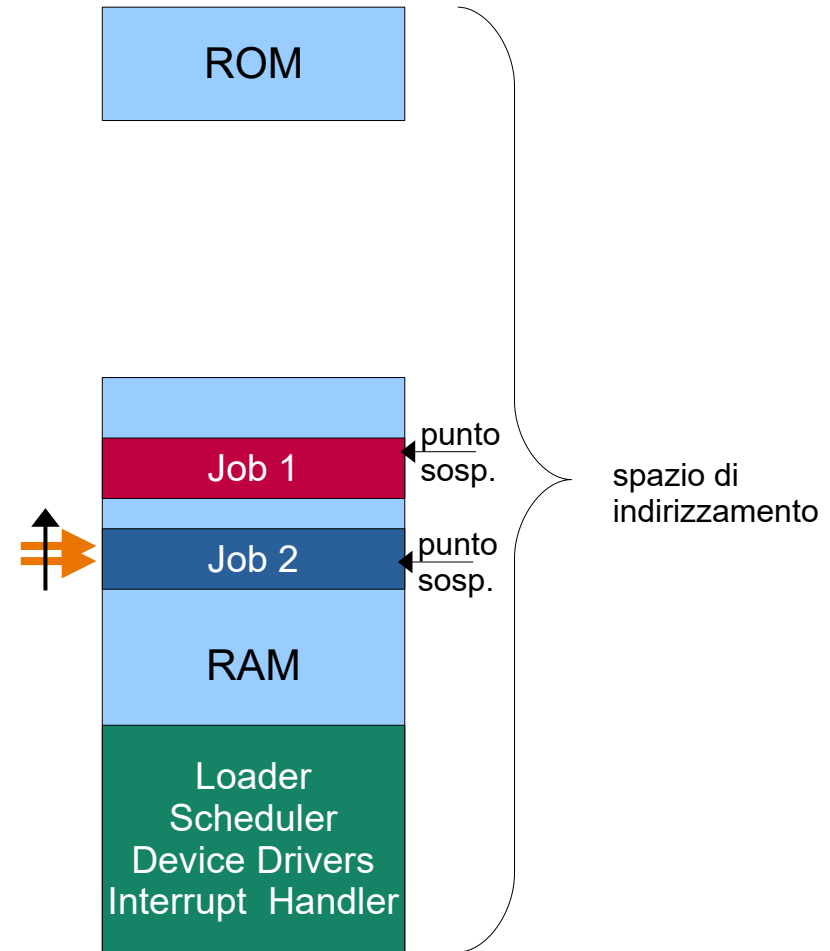 ROM
punto
sosp.
Job 1
spazio di
indirizzamento
punto
sosp.
Job 2
RAM
Loader
Scheduler
Device Drivers
Interrupt Handler